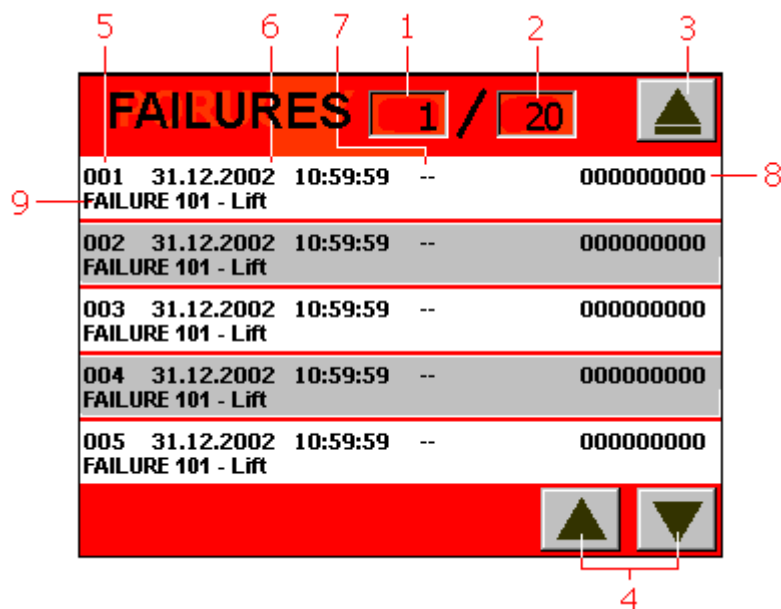 5 6 7 1 2 3
FAILURES 1 / 20
001 31.12.2002 10:59:59 -- 000000000 8
9 FAILURE 101 - Lift
002 31.12.2002 10:59:59 -- 000000000
FAILURE 101 - Lift
003 31.12.2002 10:59:59 -- 000000000
FAILURE 101 - Lift
004 31.12.2002 10:59:59 -- 000000000
FAILURE 101 - Lift
005 31.12.2002 10:59:59 -- 000000000
FAILURE 101 - Lift
4